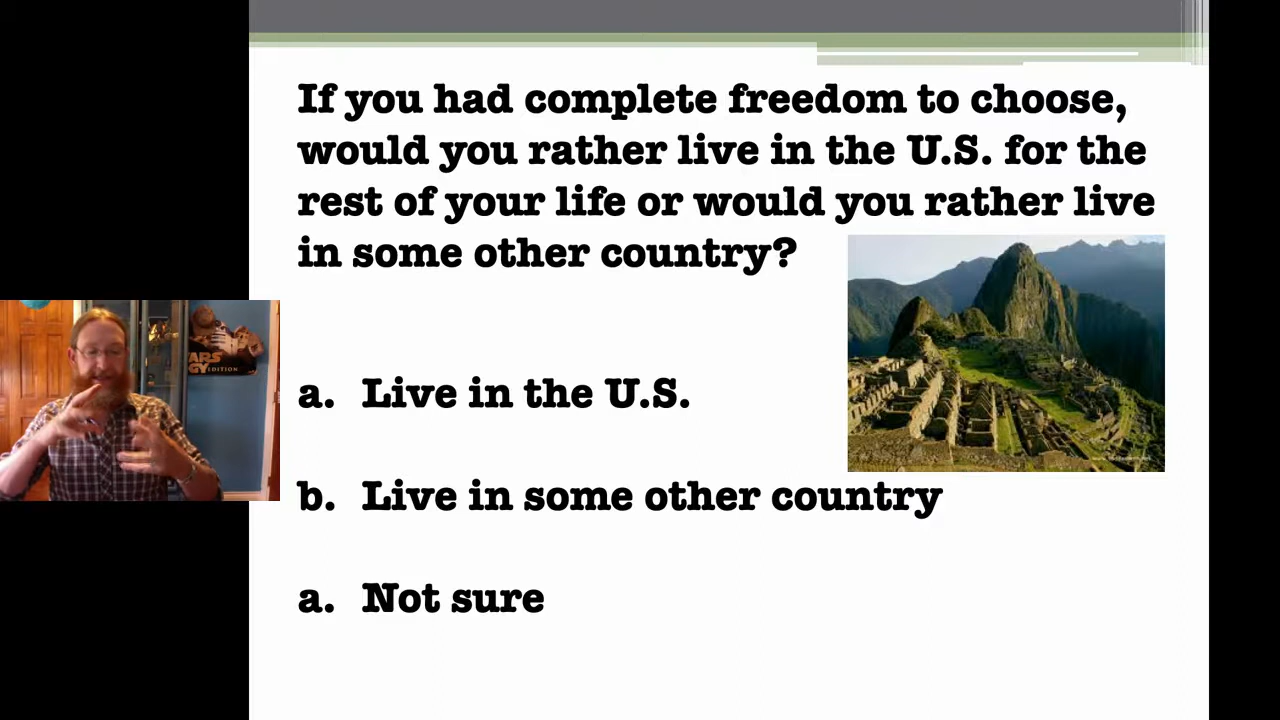 If you had complete freedom to choose,
would you rather live in the U.S. for the
rest of your life or would you rather live
in some other country?
a. Live in the U.S.
b. Live in some other country
a. Not sure
EDITION